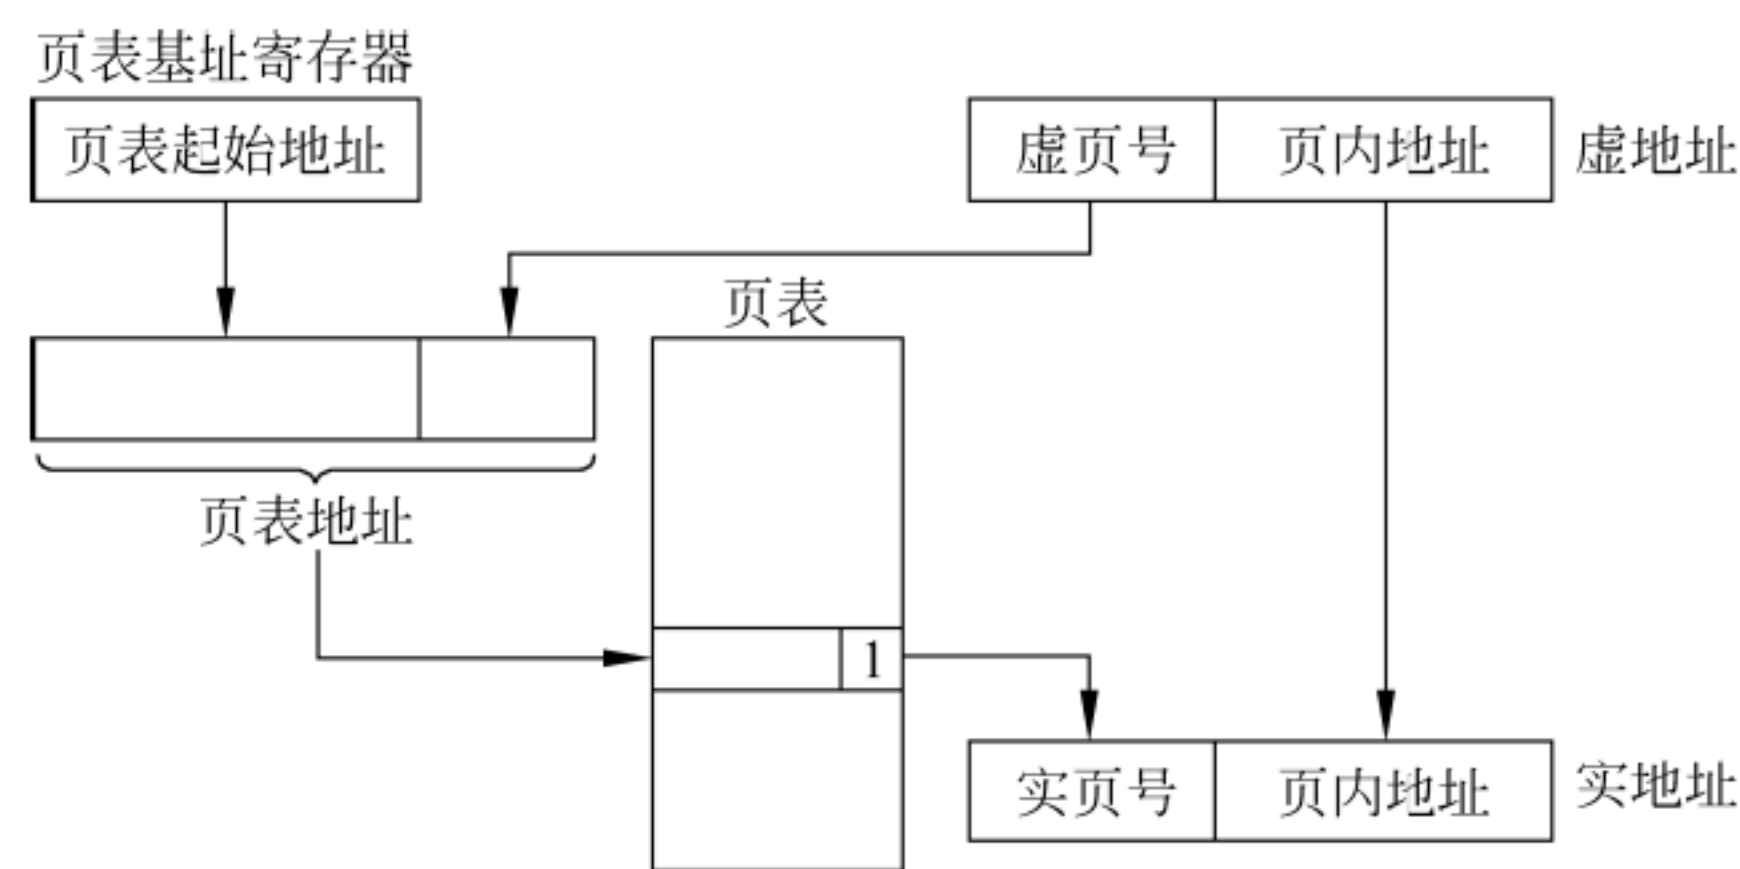 页表基址寄存器
页表起始地址
虚页号 页内地址 虚地址
页表
页表地址
1
实页号 页内地址 实地址